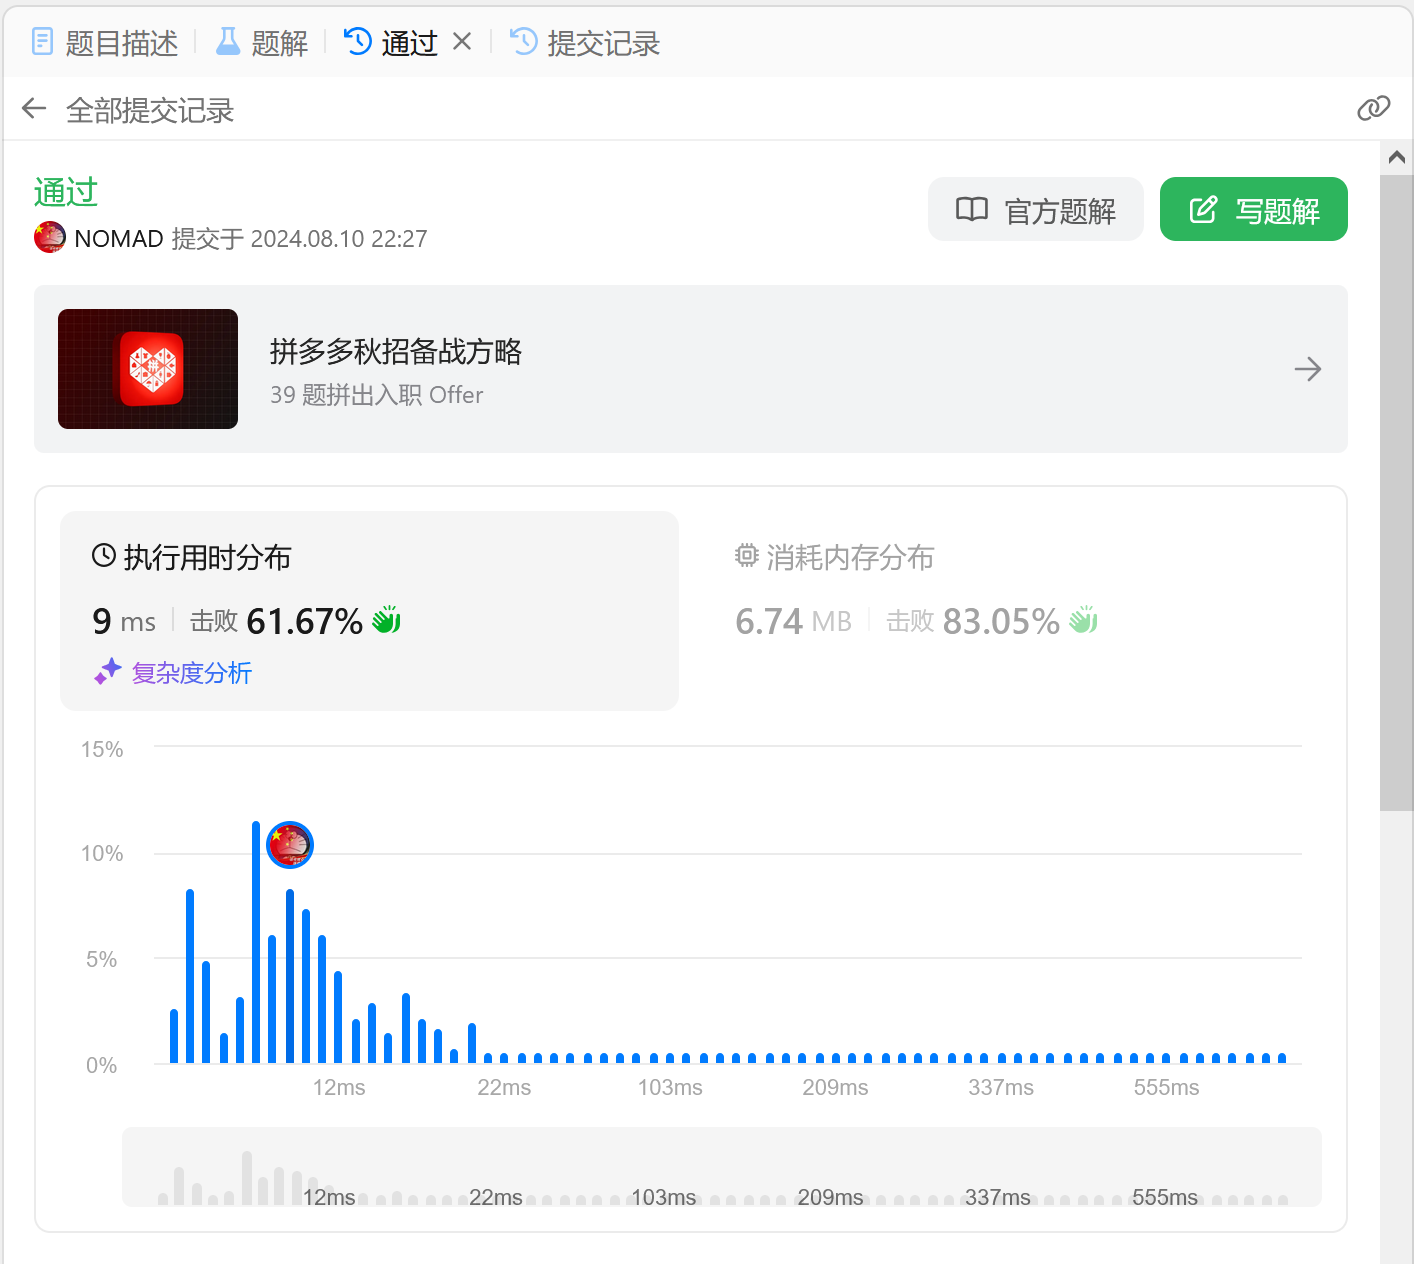 题目描述
题解
通过
提交记录
全部提交记录
通过
NOMAD 提交于 2024.08.10 22:27
官方题解
写题解
拼多多秋招备战方略
39 题拼出入职 Offer
执行用时分布
9 ms 击败 61.67%
复杂度分析
消耗内存分布
6.74 MB 击败 83.05%
15%
10%
5%
0%
12ms 22ms 103ms 209ms 337ms 555ms
12ms 22ms 103ms 209ms 337ms 555ms